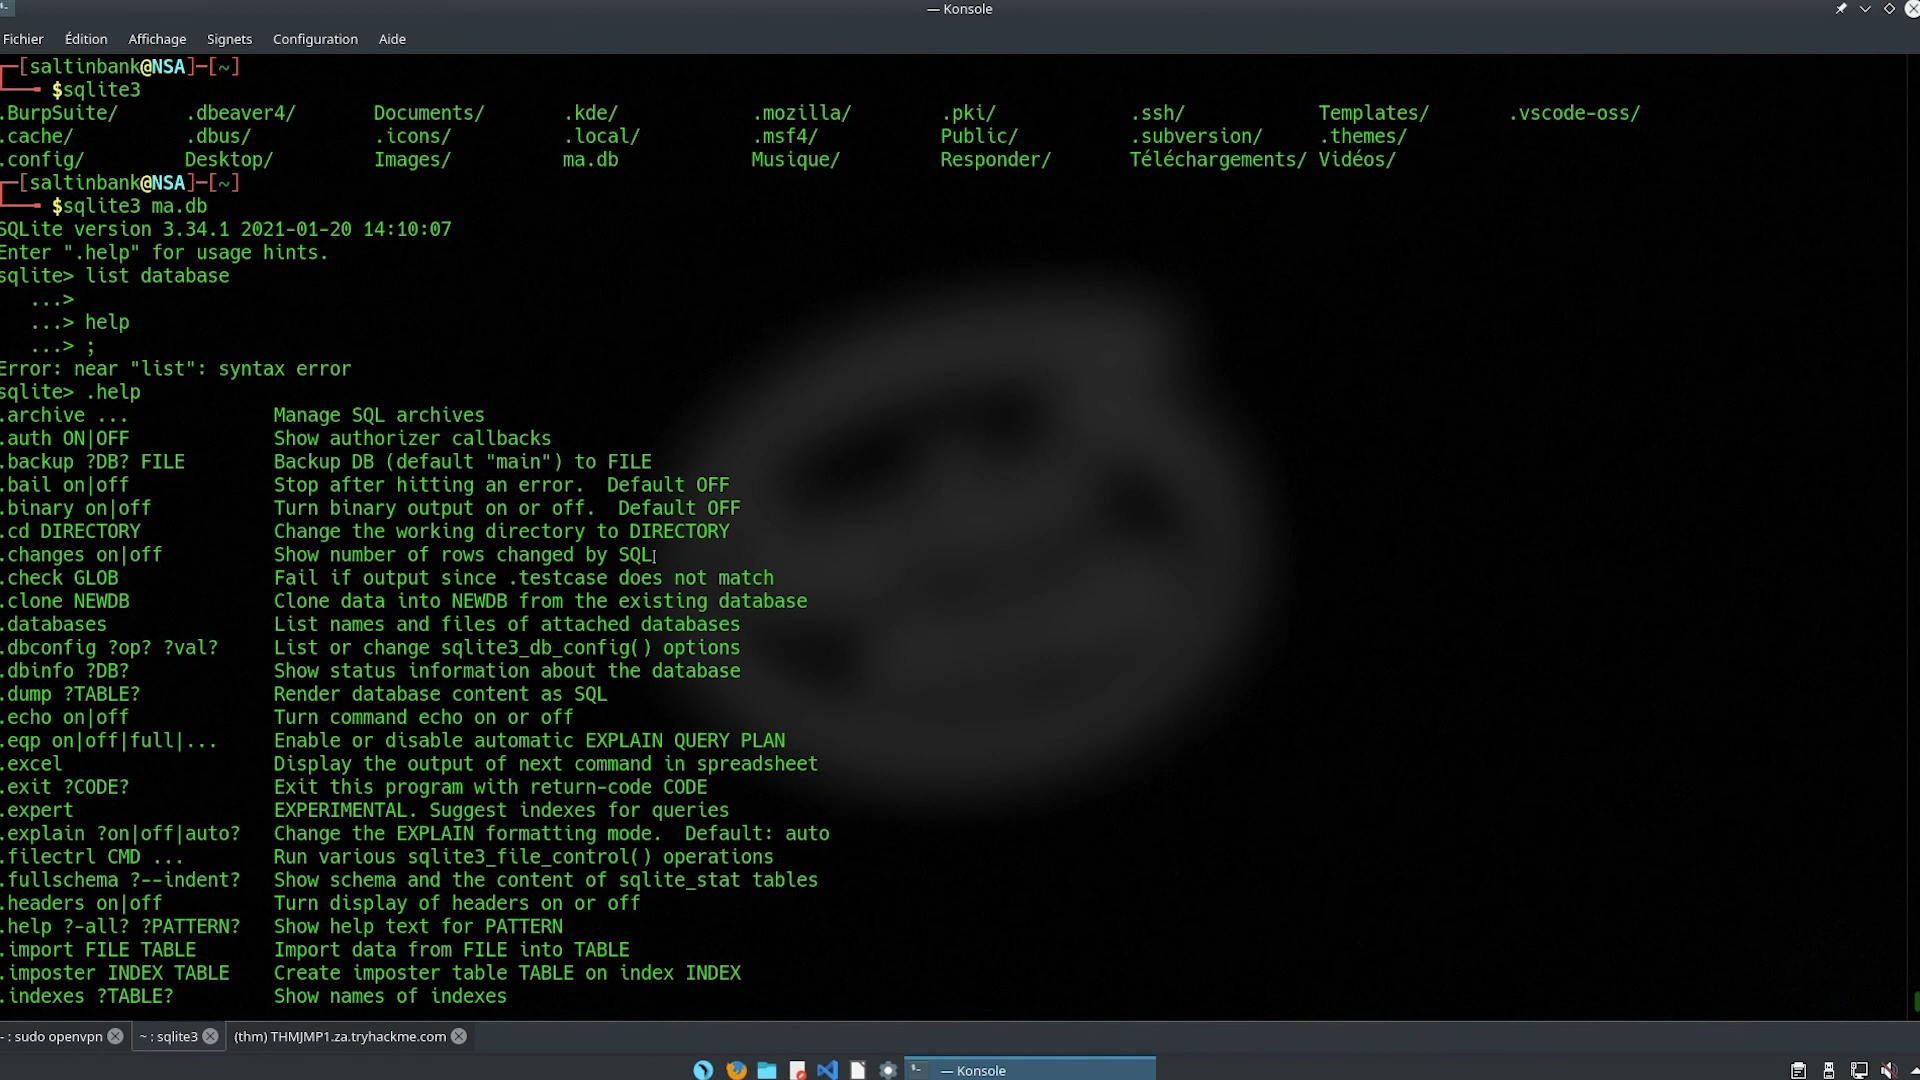 — Konsole
Fichier Édition Affichage Signets Configuration Aide
┌─[saltinbank@NSA]─[~]
└──╼ $sqlite3
.BurpSuite/ .dbeaver4/ Documents/ .kde/ .mozilla/ .pki/ .ssh/ Templates/ .vscode-oss/
.cache/ .dbus/ .icons/ .local/ .msf4/ Public/ .subversion/ .themes/
.config/ Desktop/ Images/ ma.db Musique/ Responder/ Téléchargements/ Vidéos/
┌─[saltinbank@NSA]─[~]
└──╼ $sqlite3 ma.db
SQLite version 3.34.1 2021-01-20 14:10:07
Enter ".help" for usage hints.
sqlite> list database
...>
...> help
...> ;
Error: near "list": syntax error
sqlite> .help
.archive ... Manage SQL archives
.auth ON|OFF Show authorizer callbacks
.backup ?DB? FILE Backup DB (default "main") to FILE
.bail on|off Stop after hitting an error.  Default OFF
.binary on|off Turn binary output on or off.  Default OFF
.cd DIRECTORY Change the working directory to DIRECTORY
.changes on|off Show number of rows changed by SQL
.check GLOB Fail if output since .testcase does not match
.clone NEWDB Clone data into NEWDB from the existing database
.databases List names and files of attached databases
.dbconfig ?op? ?val? List or change sqlite3_db_config() options
.dbinfo ?DB? Show status information about the database
.dump ?TABLE? Render database content as SQL
.echo on|off Turn command echo on or off
.eqp on|off|full|... Enable or disable automatic EXPLAIN QUERY PLAN
.excel Display the output of next command in spreadsheet
.exit ?CODE? Exit this program with return-code CODE
.expert EXPERIMENTAL. Suggest indexes for queries
.explain ?on|off|auto? Change the EXPLAIN formatting mode.  Default: auto
.filectrl CMD ... Run various sqlite3_file_control() operations
.fullschema ?--indent? Show schema and the content of sqlite_stat tables
.headers on|off Turn display of headers on or off
.help ?-all? ?PATTERN? Show help text for PATTERN
.import FILE TABLE Import data from FILE into TABLE
.imposter INDEX TABLE Create imposter table TABLE on index INDEX
.indexes ?TABLE? Show names of indexes
~ : sudo openvpn ~ : sqlite3 (thm) THMJMP1.za.tryhackme.com
— Konsole